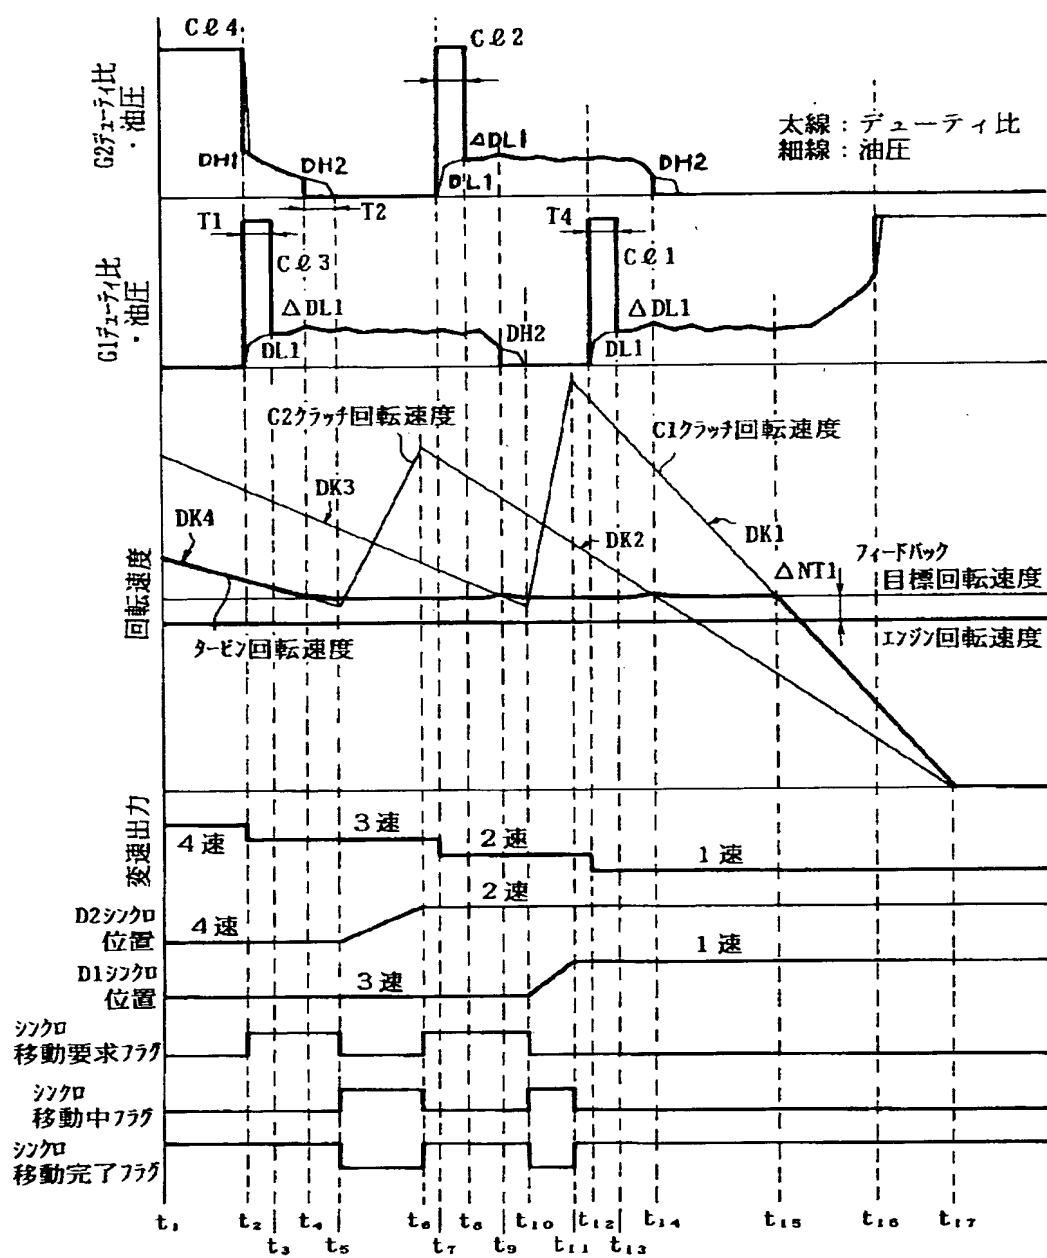 Cℓ4
Cℓ2
G2デューティ比
・油圧
太線:デューティ比
細線:油圧
ΔDL1
DH1
DH2
DL1
DH2
T2
T1
T4
Cℓ3
Cℓ1
G1デューティ比
・油圧
ΔDL1
ΔDL1
DL1
DH2
DL1
C2クラッチ回転速度
C1クラッチ回転速度
DK3
DK4
DK2
DK1
フィードバック
目標回転速度
ΔNT1
回転速度
タービン回転速度
エンジン回転速度
変速出力
4速
3速
2速
1速
D2シンクロ
位置
4速
2速
D1シンクロ
位置
3速
1速
シンクロ
移動要求フラグ
シンクロ
移動中フラグ
シンクロ
移動完了フラグ
t₁ t₂ t₄ t₆ t₈ t₁₀ t₁₂ t₁₄ t₁₅ t₁₆ t₁₇
t₃ t₅ t₇ t₉ t₁₁ t₁₃